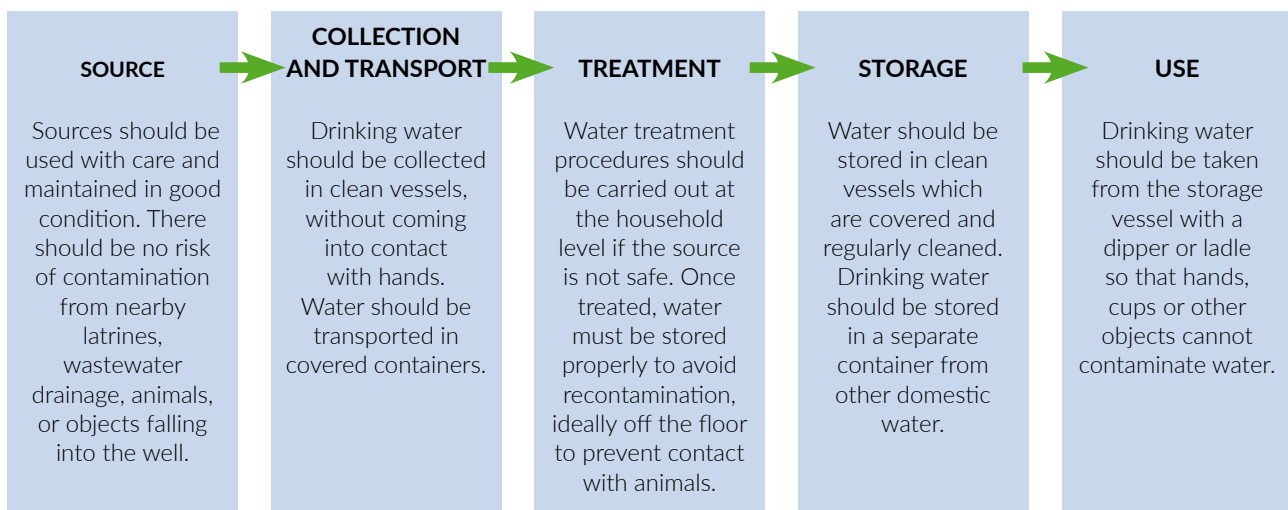 SOURCE
Sources should be
used with care and
maintained in good
condition. There
should be no risk
of contamination
from nearby
latrines,
wastewater
drainage, animals,
or objects falling
into the well.
COLLECTION
AND TRANSPORT
Drinking water
should be collected
in clean vessels,
without coming
into contact
with hands.
Water should be
transported in
covered containers.
TREATMENT
Water treatment
procedures should
be carried out at
the household
level if the source
is not safe. Once
treated, water
must be stored
properly to avoid
recontamination,
ideally off the floor
to prevent contact
with animals.
STORAGE
Water should be
stored in clean
vessels which
are covered and
regularly cleaned.
Drinking water
should be stored
in a separate
container from
other domestic
water.
USE
Drinking water
should be taken
from the storage
vessel with a
dipper or ladle
so that hands,
cups or other
objects cannot
contaminate water.